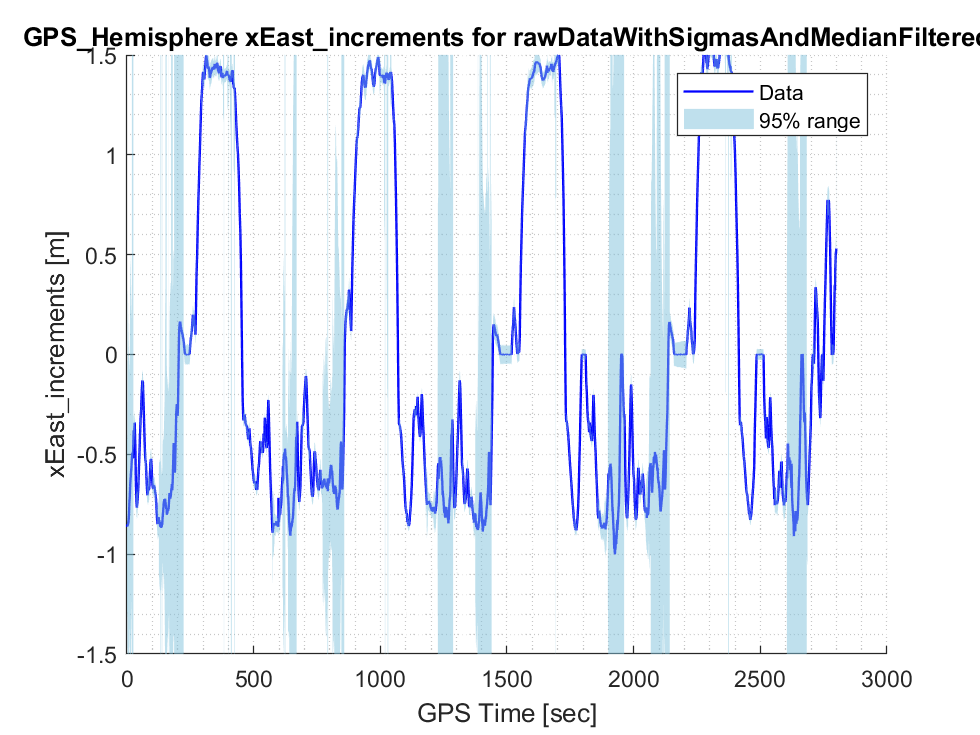 GPS_Hemisphere xEast_increments for rawDataWithSigmasAndMedianFiltered
1.5
Data
95% range
1
0.5
0
-0.5
-1
-1.5
xEast_increments [m]
0 500 1000 1500 2000 2500 3000
GPS Time [sec]